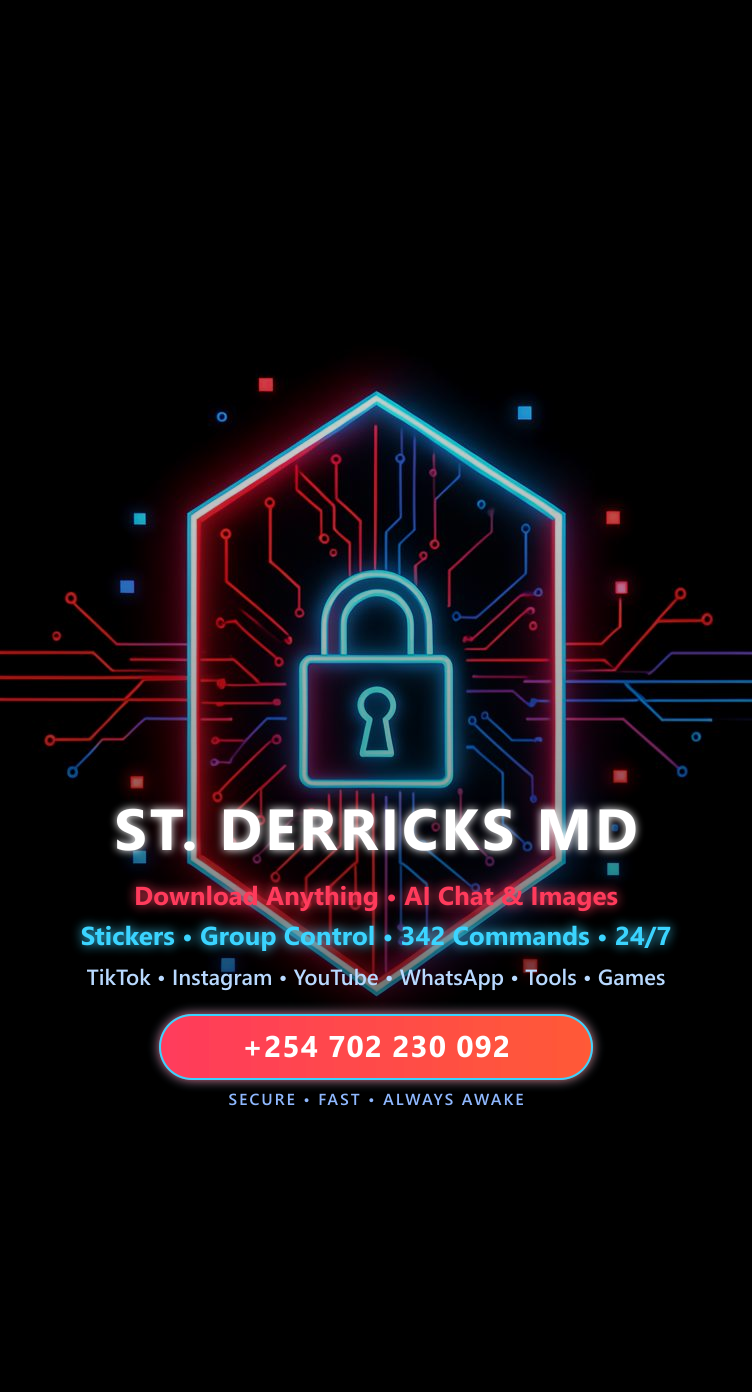 ST. DERRICKS MD
Download Anything • AI Chat & Images
Stickers • Group Control • 342 Commands • 24/7
TikTok • Instagram • YouTube • WhatsApp • Tools • Games
+254 702 230 092
SECURE • FAST • ALWAYS AWAKE